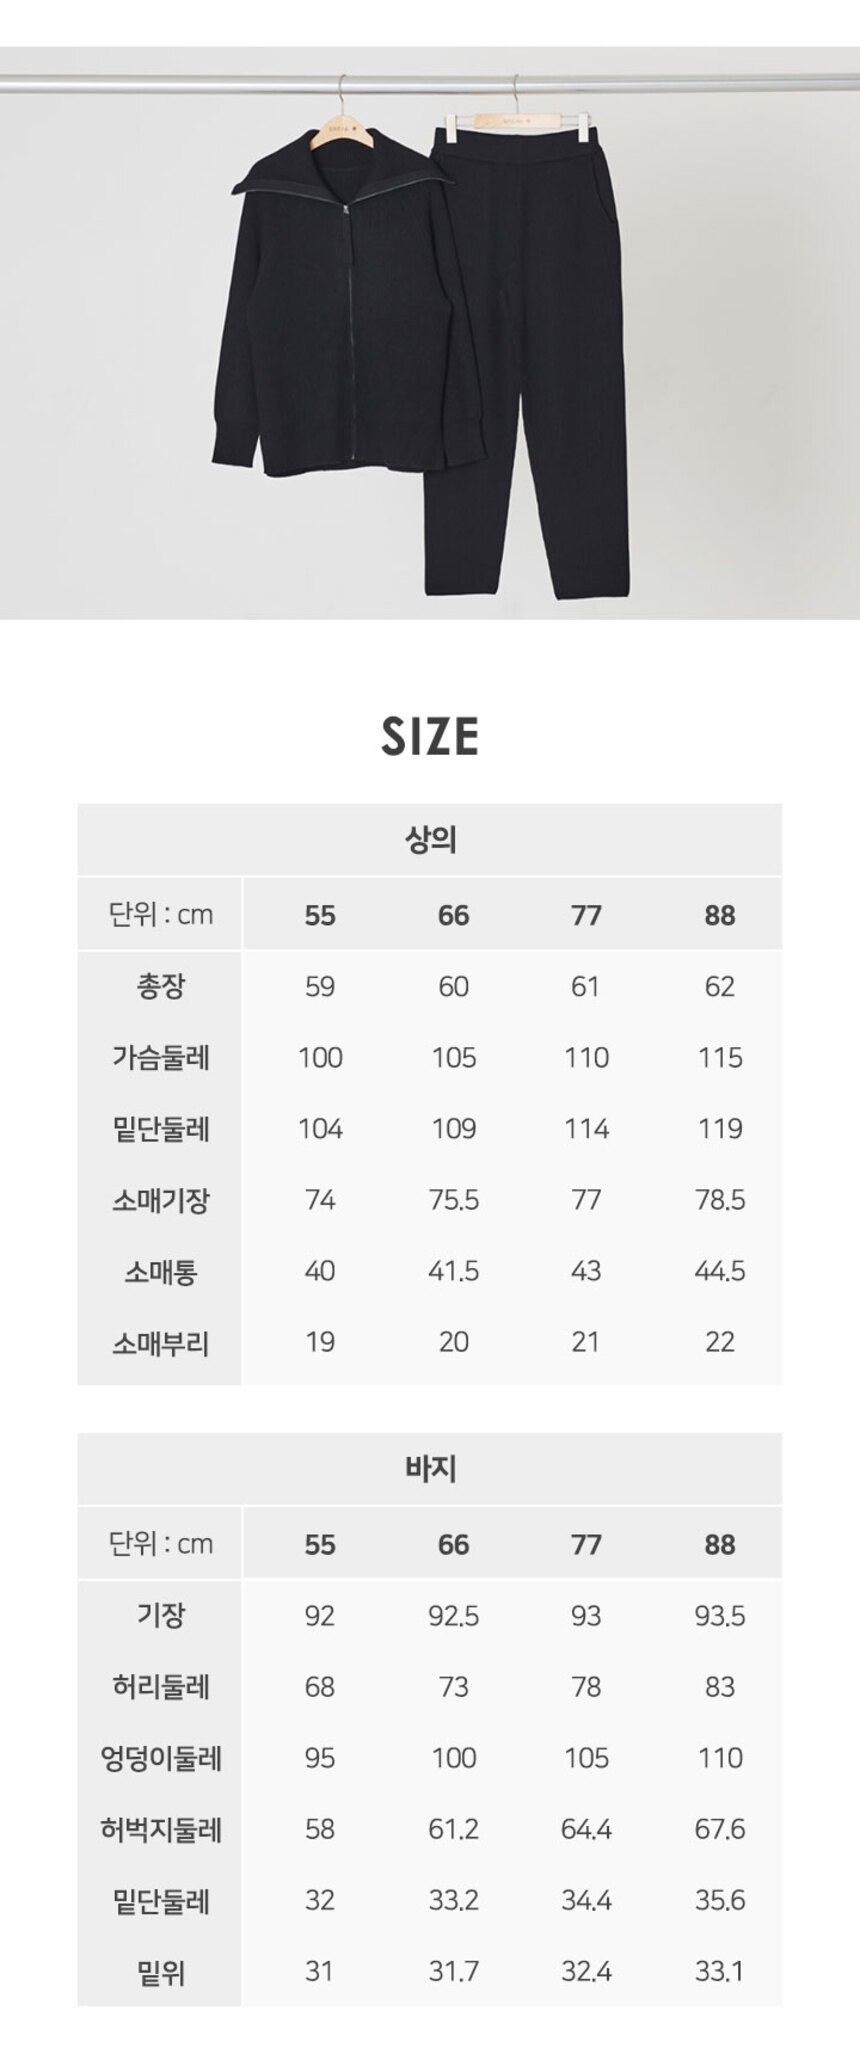 SIZE
상의
단위 : cm 55 66 77 88
총장 59 60 61 62
가슴둘레 100 105 110 115
밑단둘레 104 109 114 119
소매기장 74 75.5 77 78.5
소매통 40 41.5 43 44.5
소매부리 19 20 21 22
바지
단위 : cm 55 66 77 88
기장 92 92.5 93 93.5
허리둘레 68 73 78 83
엉덩이둘레 95 100 105 110
허벅지둘레 58 61.2 64.4 67.6
밑단둘레 32 33.2 34.4 35.6
밑위 31 31.7 32.4 33.1